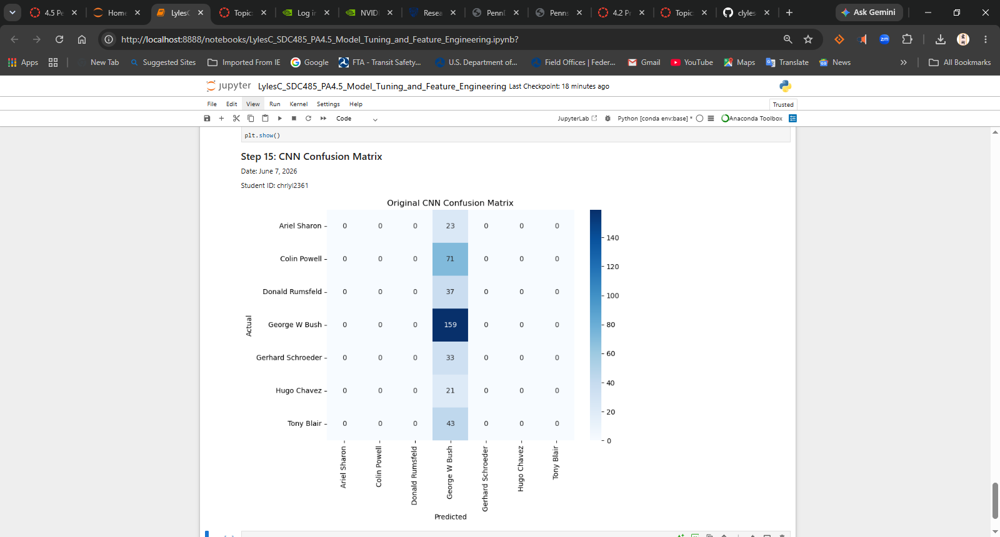 4.5 Pe
Home
LylesC
Topic:
Log in
NVIDI
Resea
PennD
Penns
4.2 Pr
Topic:
clyles
Ask Gemini
http://localhost:8888/notebooks/LylesC_SDC485_PA4.5_Model_Tuning_and_Feature_Engineering.ipynb?
Apps
New Tab
Suggested Sites
Imported From IE
Google
FTA - Transit Safety...
U.S. Department of...
Field Offices | Feder...
Gmail
YouTube
Maps
Translate
News
All Bookmarks
jupyter LylesC_SDC485_PA4.5_Model_Tuning_and_Feature_Engineering Last Checkpoint: 18 minutes ago
File Edit View Run Kernel Settings Help
Trusted
Code
JupyterLab
Python [conda env:base] *
Anaconda Toolbox
plt.show()
Step 15: CNN Confusion Matrix
Date: June 7, 2026
Student ID: chrlyl2361
Original CNN Confusion Matrix
Ariel Sharon 0 0 0 23 0 0 0
Colin Powell 0 0 0 71 0 0 0
Donald Rumsfeld 0 0 0 37 0 0 0
George W Bush 0 0 0 159 0 0 0
Gerhard Schroeder 0 0 0 33 0 0 0
Hugo Chavez 0 0 0 21 0 0 0
Tony Blair 0 0 0 43 0 0 0
Actual
140
120
100
80
60
40
20
0
Ariel Sharon
Colin Powell
Donald Rumsfeld
George W Bush
Gerhard Schroeder
Hugo Chavez
Tony Blair
Predicted